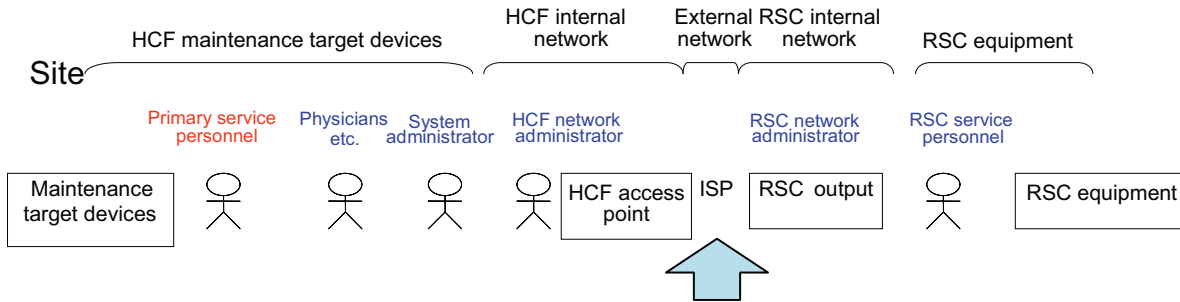 HCF maintenance target devices
HCF internal
network
External
network
RSC internal
network
RSC equipment
Site
Primary service
personnel
Physicians
etc.
System
administrator
HCF network
administrator
RSC network
administrator
RSC service
personnel
Maintenance
target devices
HCF access
point
ISP
RSC output
RSC equipment